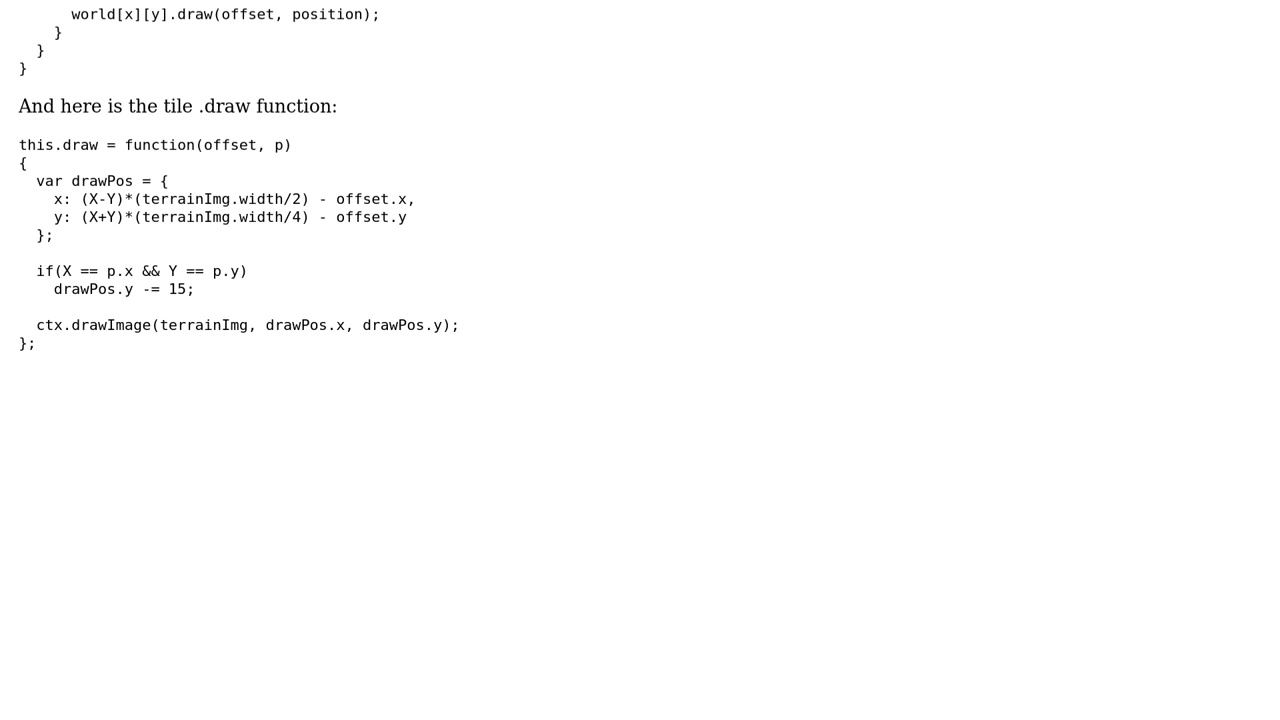 world[x][y].draw(offset, position);
    }
  }
}
And here is the tile .draw function:
this.draw = function(offset, p)
{
  var drawPos = {
    x: (X-Y)*(terrainImg.width/2) - offset.x,
    y: (X+Y)*(terrainImg.width/4) - offset.y
  };

  if(X == p.x && Y == p.y)
    drawPos.y -= 15;

  ctx.drawImage(terrainImg, drawPos.x, drawPos.y);
};